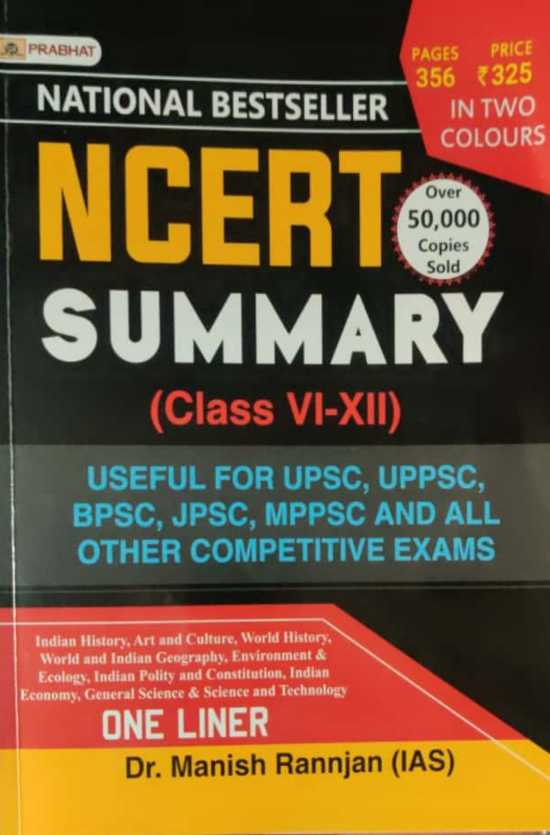 PRABHAT
PAGES PRICE
356 ₹325
IN TWO
COLOURS
NATIONAL BESTSELLER
NCERT
Over
50,000
Copies
Sold
SUMMARY
(Class VI-XII)
USEFUL FOR UPSC, UPPSC,
BPSC, JPSC, MPPSC AND ALL
OTHER COMPETITIVE EXAMS
Indian History, Art and Culture, World History,
World and Indian Geography, Environment &
Ecology, Indian Polity and Constitution, Indian
Economy, General Science & Science and Technology
ONE LINER
Dr. Manish Rannjan (IAS)